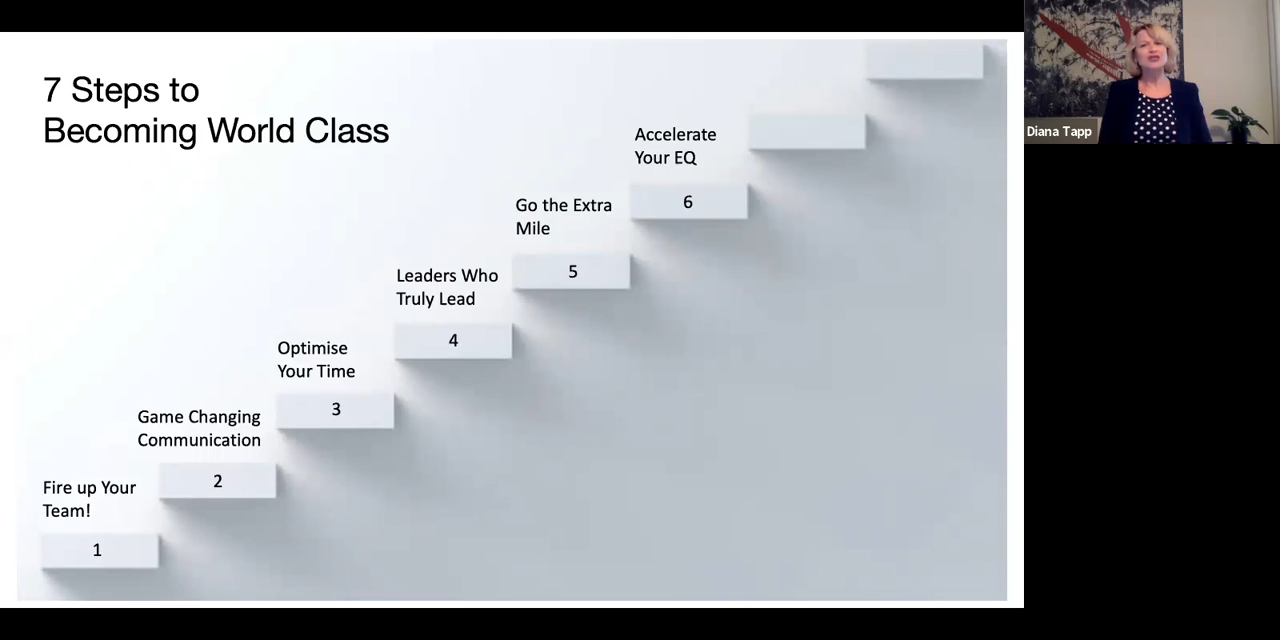 7 Steps to
Becoming World Class
Fire up Your
Team!
1
Game Changing
Communication
2
Optimise
Your Time
3
Leaders Who
Truly Lead
4
Go the Extra
Mile
5
Accelerate
Your EQ
6
Diana Tapp